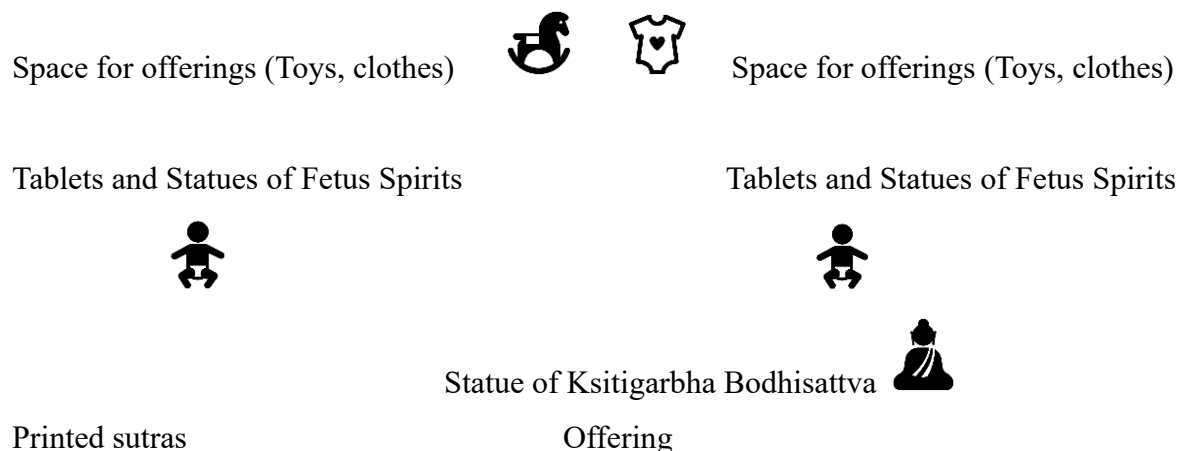 Space for offerings (Toys, clothes) Space for offerings (Toys, clothes)
Tablets and Statues of Fetus Spirits Tablets and Statues of Fetus Spirits
Statue of Ksitigarbha Bodhisattva
Printed sutras Offering